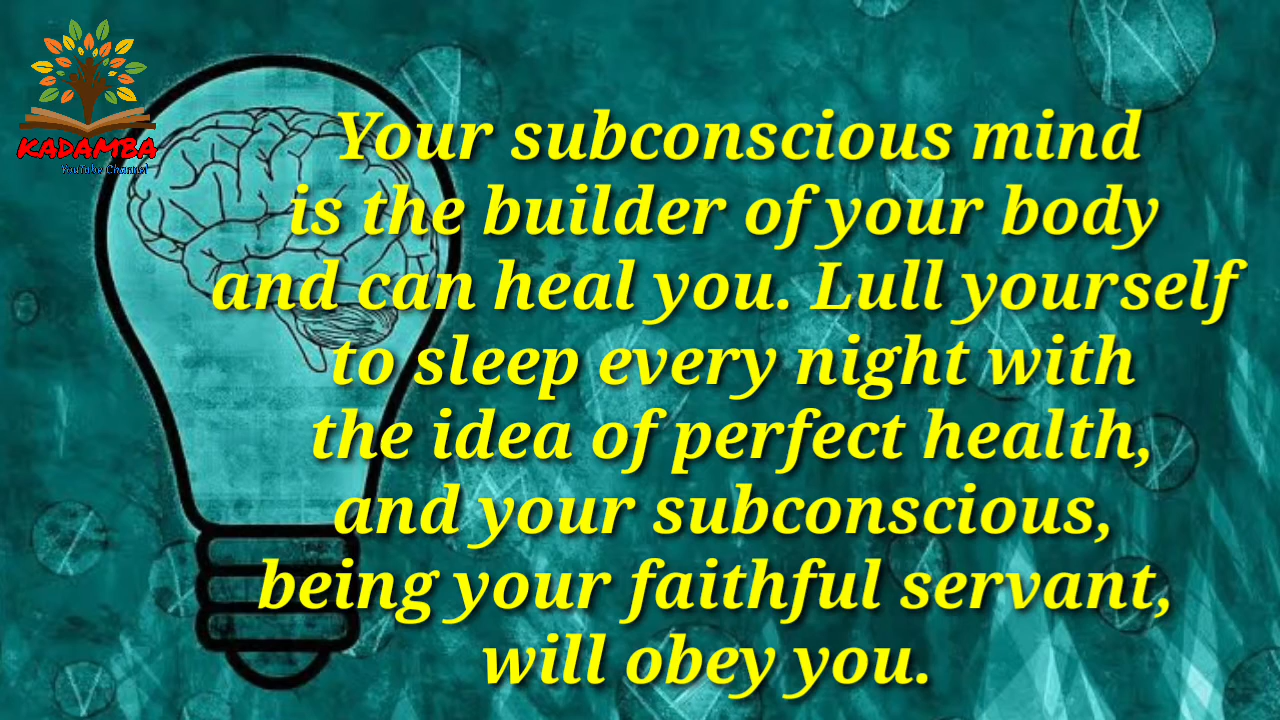 KADAMBA
YouTube Channel
Your subconscious mind
is the builder of your body
and can heal you. Lull yourself
to sleep every night with
the idea of perfect health,
and your subconscious,
being your faithful servant,
will obey you.